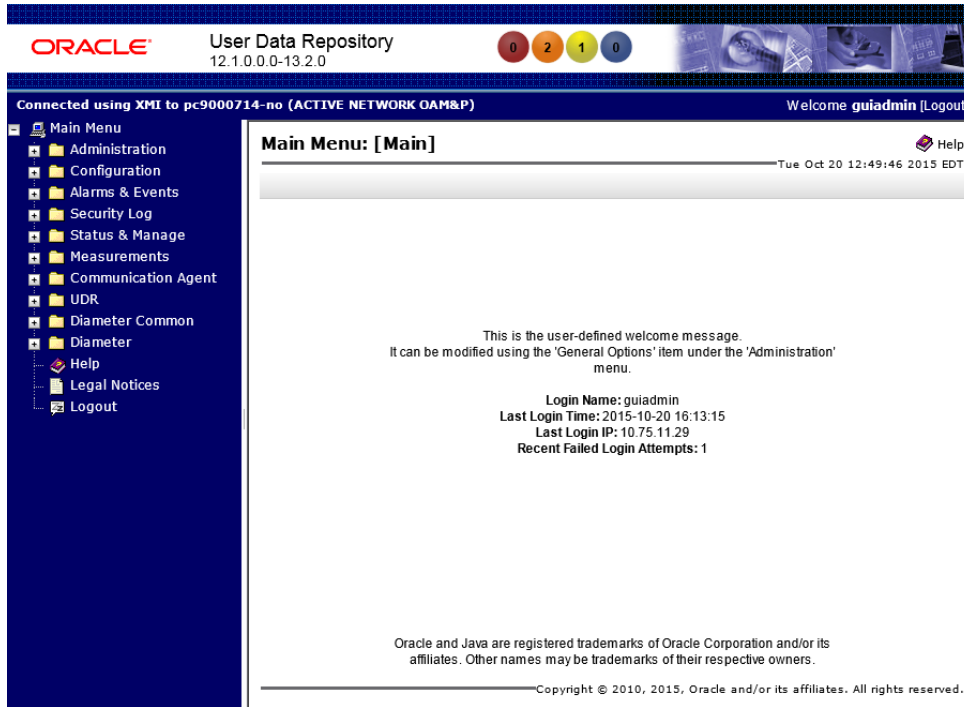 ORACLE®
User Data Repository
12.1.0.0.0-13.2.0
0 2 1 0
Connected using XMI to pc9000714-no (ACTIVE NETWORK OAM&P)
Welcome guiadmin [Logout
Main Menu
Administration
Configuration
Alarms & Events
Security Log
Status & Manage
Measurements
Communication Agent
UDR
Diameter Common
Diameter
Help
Legal Notices
Logout
Main Menu: [Main]
Help
Tue Oct 20 12:49:46 2015 EDT
This is the user-defined welcome message.
It can be modified using the 'General Options' item under the 'Administration'
menu.
Login Name: guiadmin
Last Login Time: 2015-10-20 16:13:15
Last Login IP: 10.75.11.29
Recent Failed Login Attempts: 1
Oracle and Java are registered trademarks of Oracle Corporation and/or its
affiliates. Other names may be trademarks of their respective owners.
Copyright © 2010, 2015, Oracle and/or its affiliates. All rights reserved.